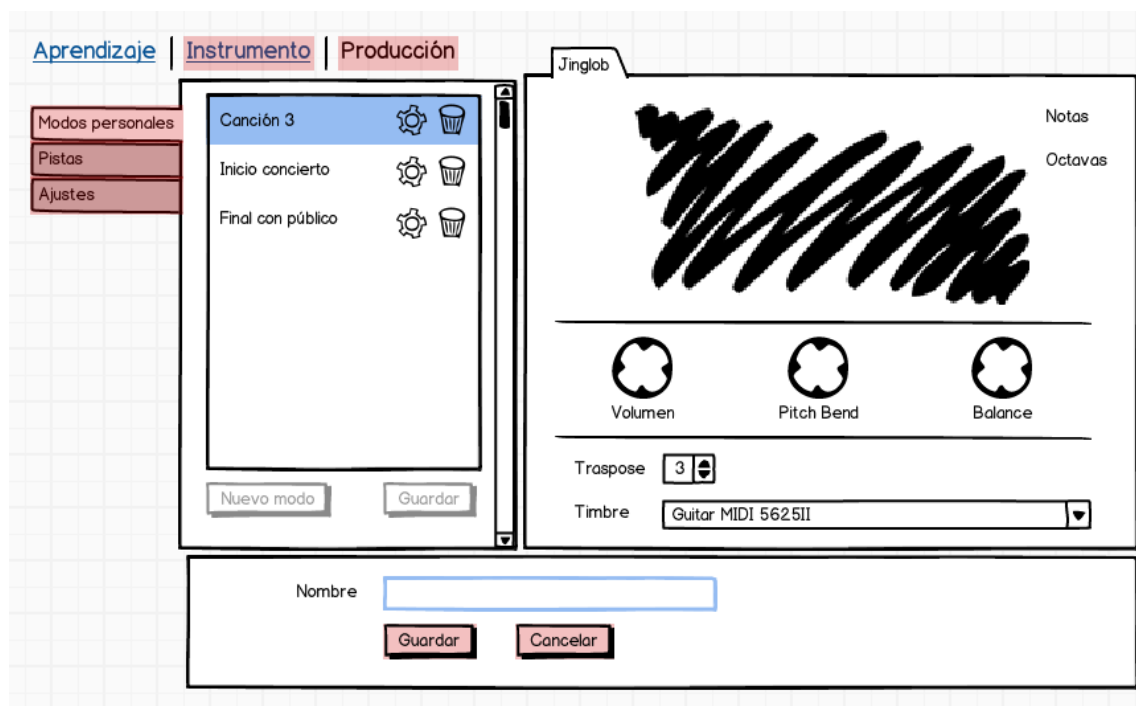 Aprendizaje | Instrumento | Producción
Modos personales
Pistas
Ajustes
Canción 3
Inicio concierto
Final con público
Nuevo modo
Guardar
Jinglob
Notas
Octavas
Volumen
Pitch Bend
Balance
Traspose 3
Timbre Guitar MIDI 5625II
Nombre
Guardar
Cancelar